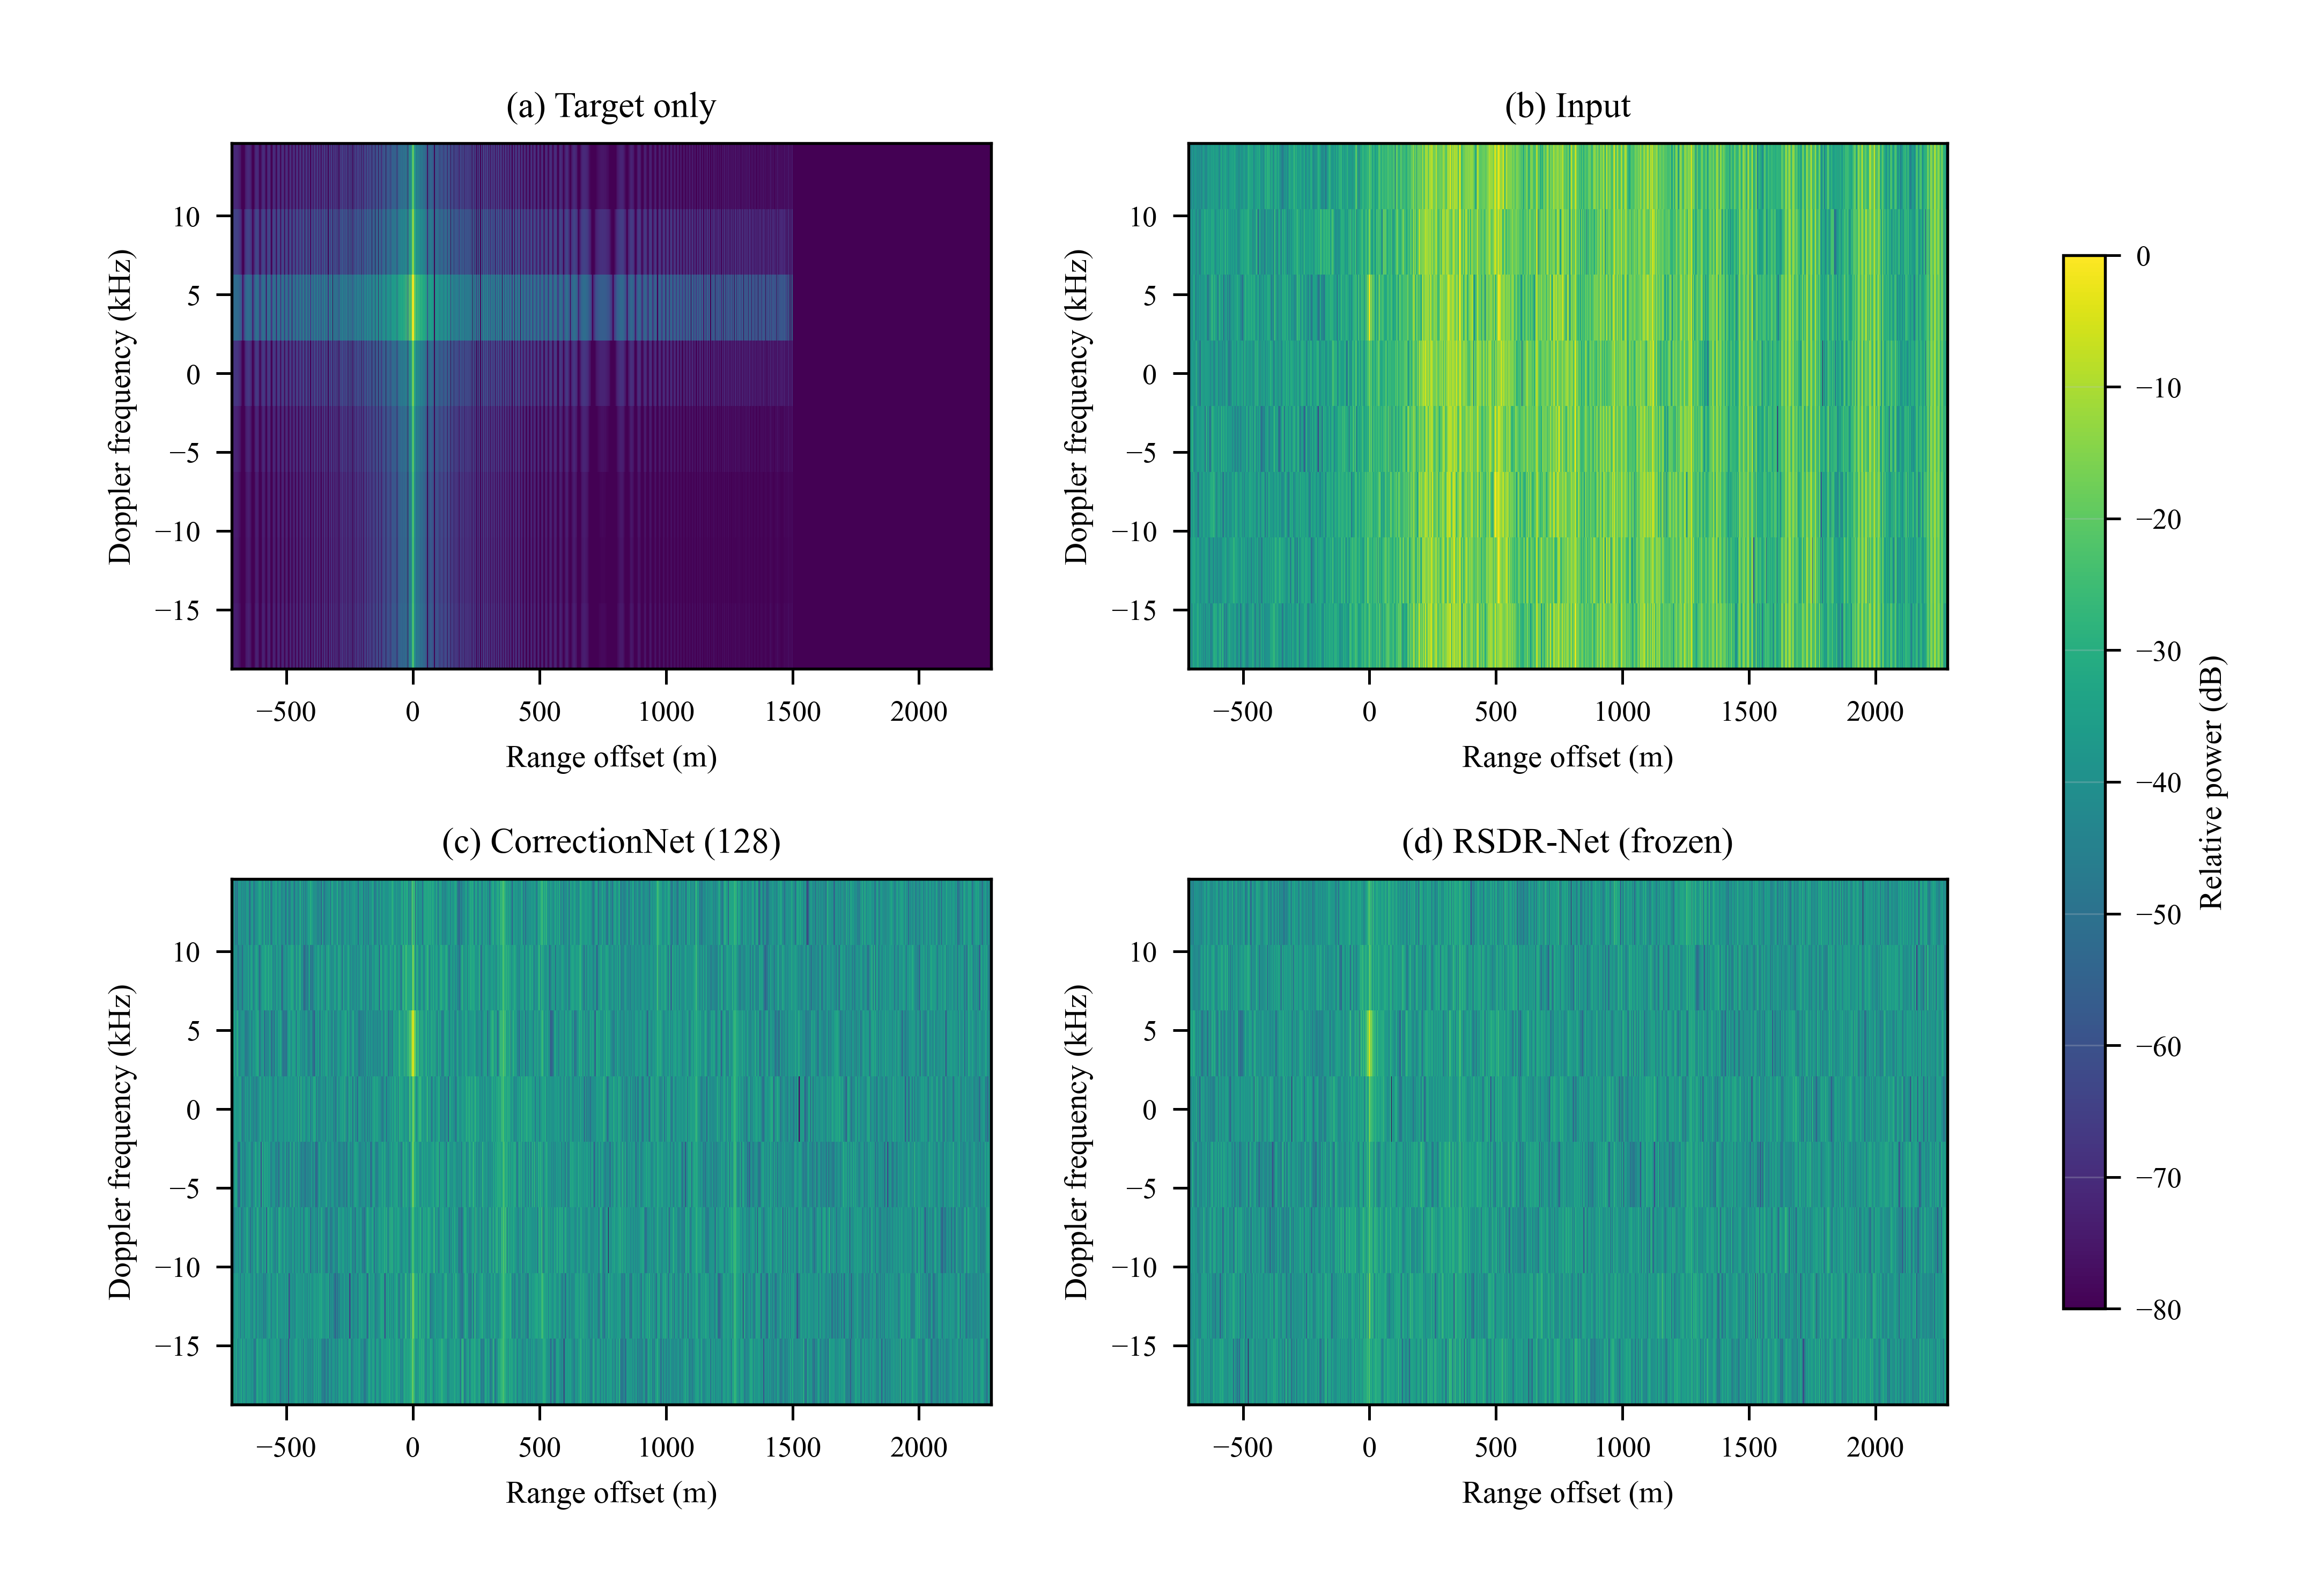 (a) Target only
Doppler frequency (kHz)
10
5
0
−5
−10
−15
−500 0 500 1000 1500 2000
Range offset (m)
(b) Input
Doppler frequency (kHz)
10
5
0
−5
−10
−15
−500 0 500 1000 1500 2000
Range offset (m)
(c) CorrectionNet (128)
Doppler frequency (kHz)
10
5
0
−5
−10
−15
−500 0 500 1000 1500 2000
Range offset (m)
(d) RSDR-Net (frozen)
Doppler frequency (kHz)
10
5
0
−5
−10
−15
−500 0 500 1000 1500 2000
Range offset (m)
0
−10
−20
−30
−40
−50
−60
−70
−80
Relative power (dB)